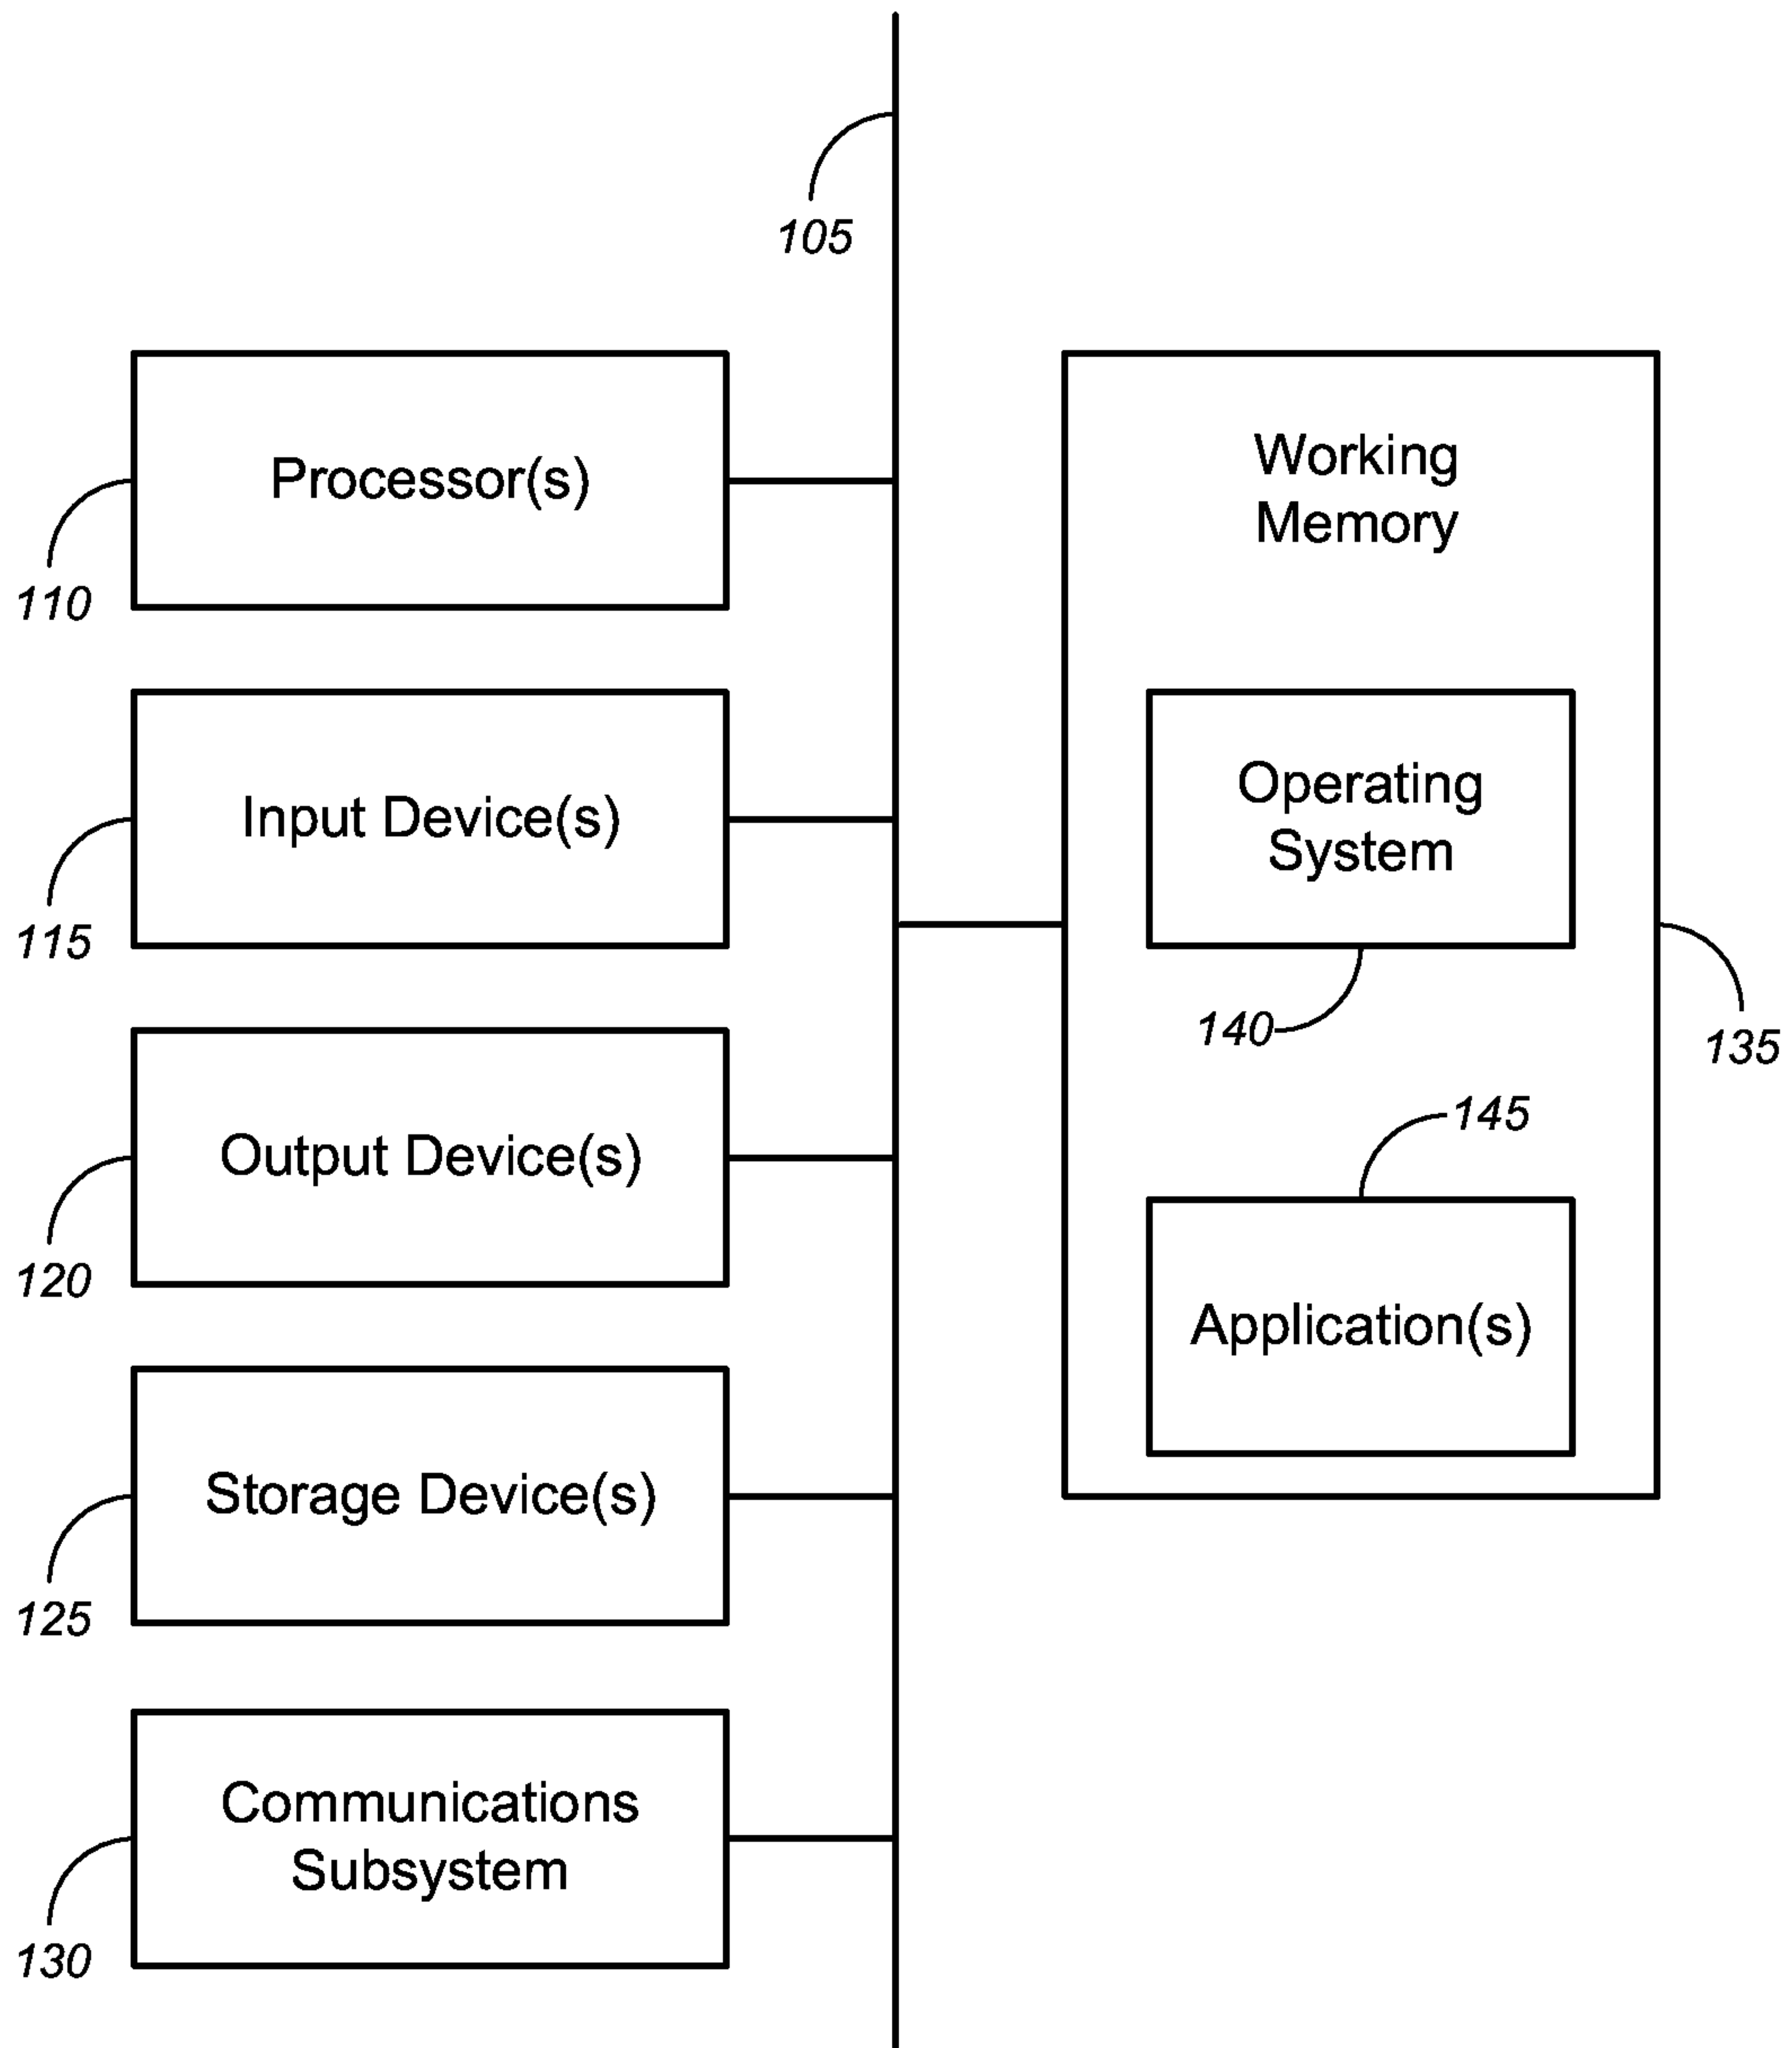 105
Processor(s)
110
Input Device(s)
115
Output Device(s)
120
Storage Device(s)
125
Communications
Subsystem
130
Working
Memory
Operating
System
140
135
145
Application(s)